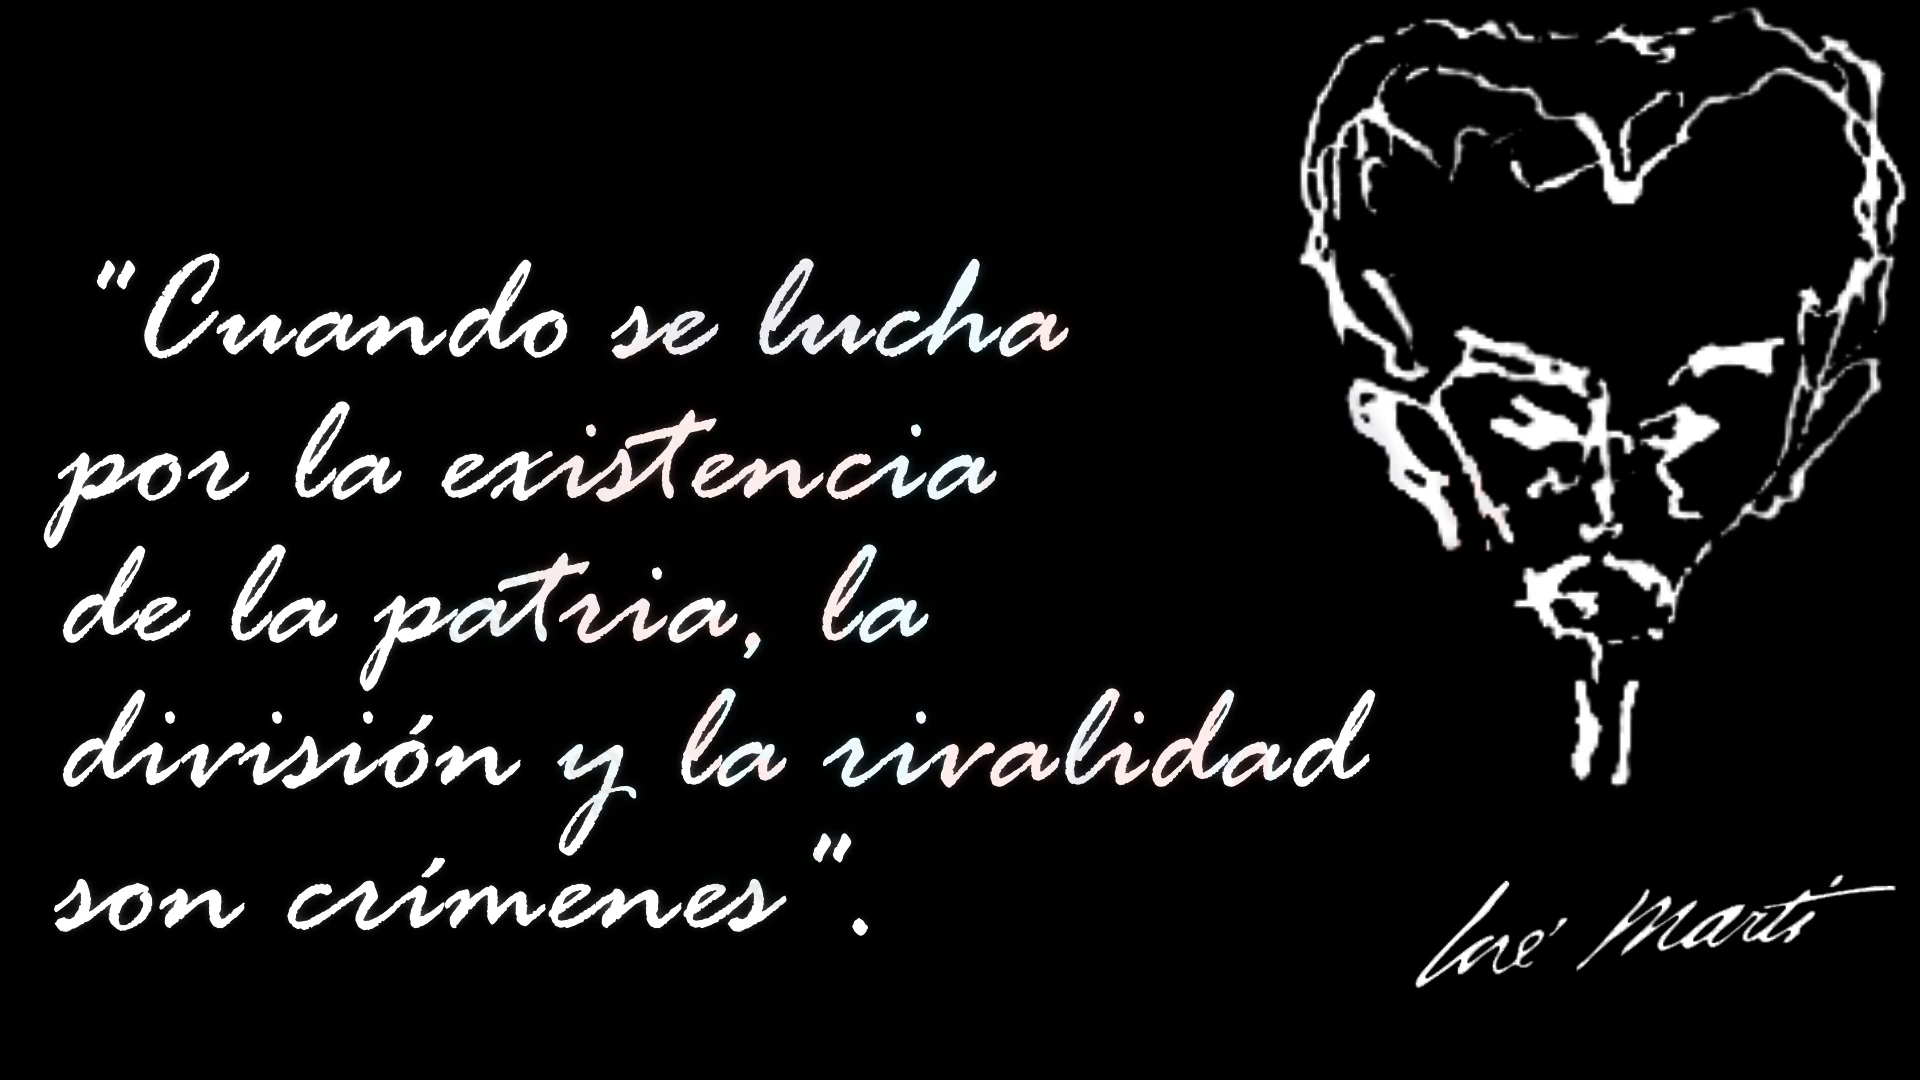 “Cuando se lucha
por la existencia
de la patria, la
división y la rivalidad
son crímenes”.
José Martí